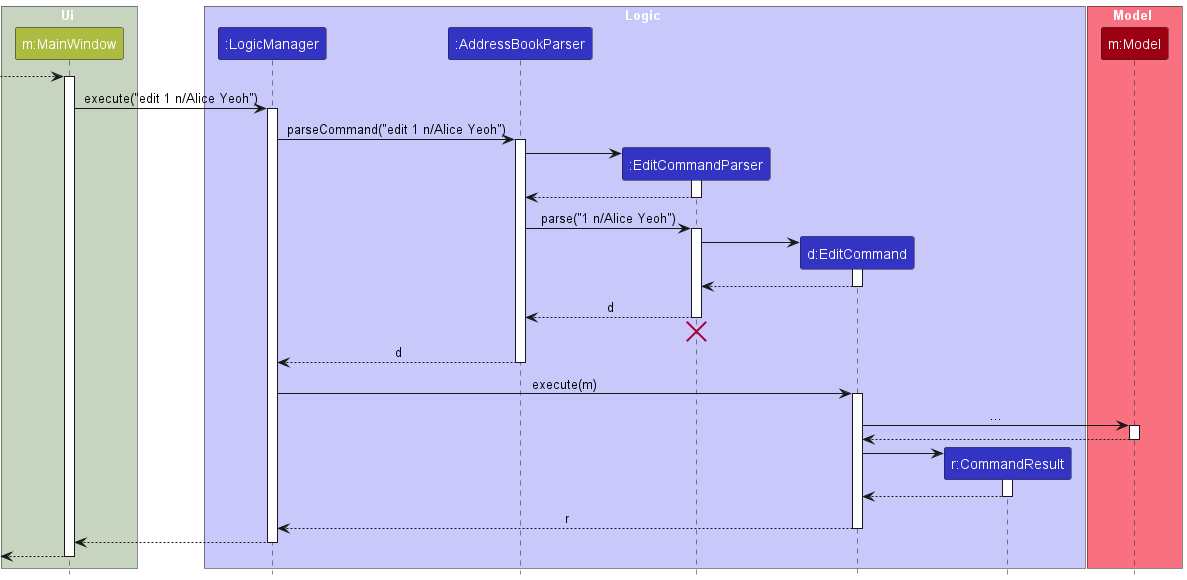 Ui
Logic
Model
m:MainWindow
:LogicManager
:AddressBookParser
m:Model
execute("edit 1 n/Alice Yeoh")
parseCommand("edit 1 n/Alice Yeoh")
:EditCommandParser
parse("1 n/Alice Yeoh")
d:EditCommand
d
d
execute(m)
...
r:CommandResult
r